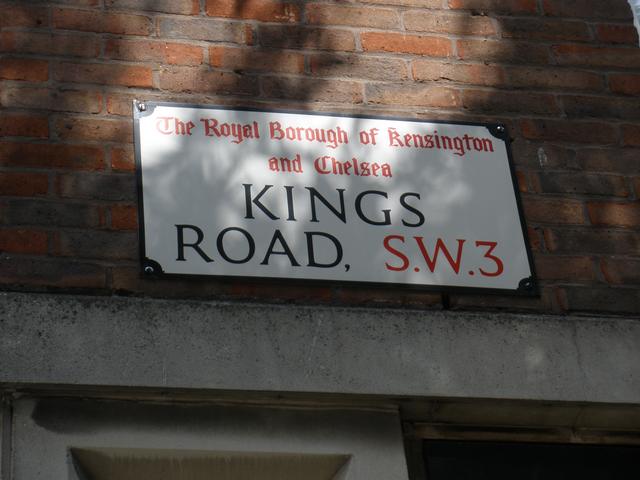 The Royal Borough of Kensington
and Chelsea
KINGS
ROAD, S.W.3